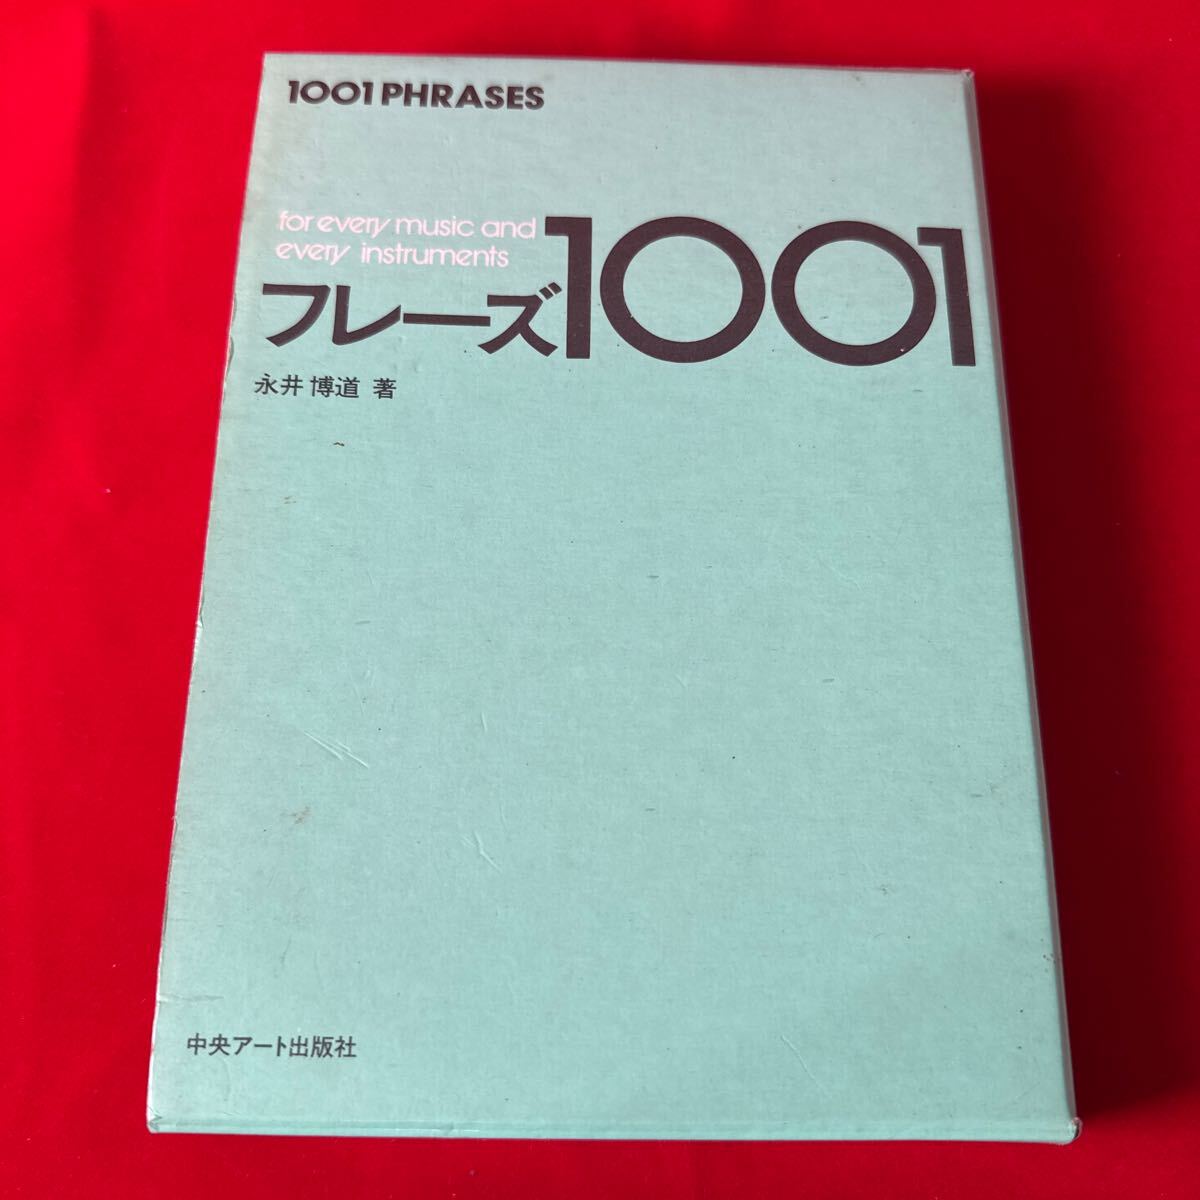 1001 PHRASES
for every music and
every instruments
フレーズ1001
永井 博道 著
中央アート出版社